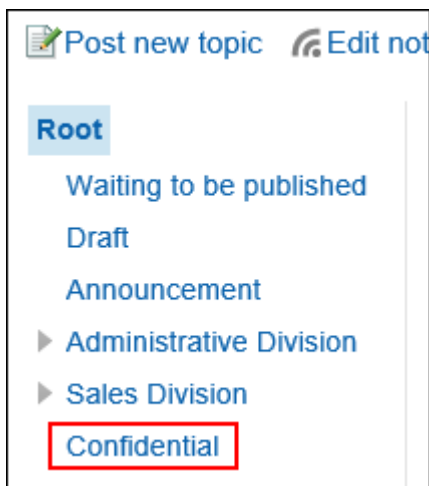 Post new topic Edit not
Root
Waiting to be published
Draft
Announcement
Administrative Division
Sales Division
Confidential